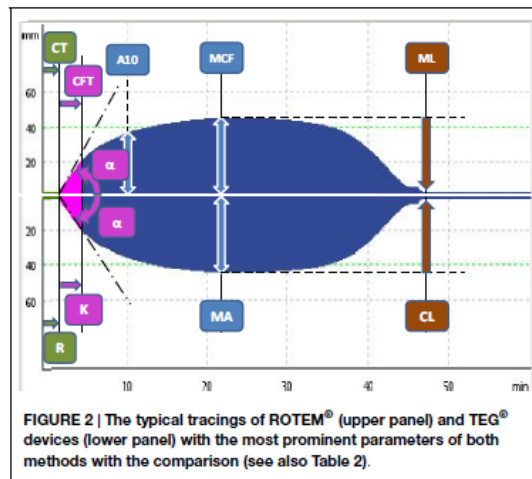 mm
CT
A10
MCF
ML
CFT
60
40
20
α
α
20
40
60
K
R
MA
CL
10
20
30
40
50
min
FIGURE 2 | The typical tracings of ROTEM® (upper panel) and TEG®
devices (lower panel) with the most prominent parameters of both
methods with the comparison (see also Table 2).